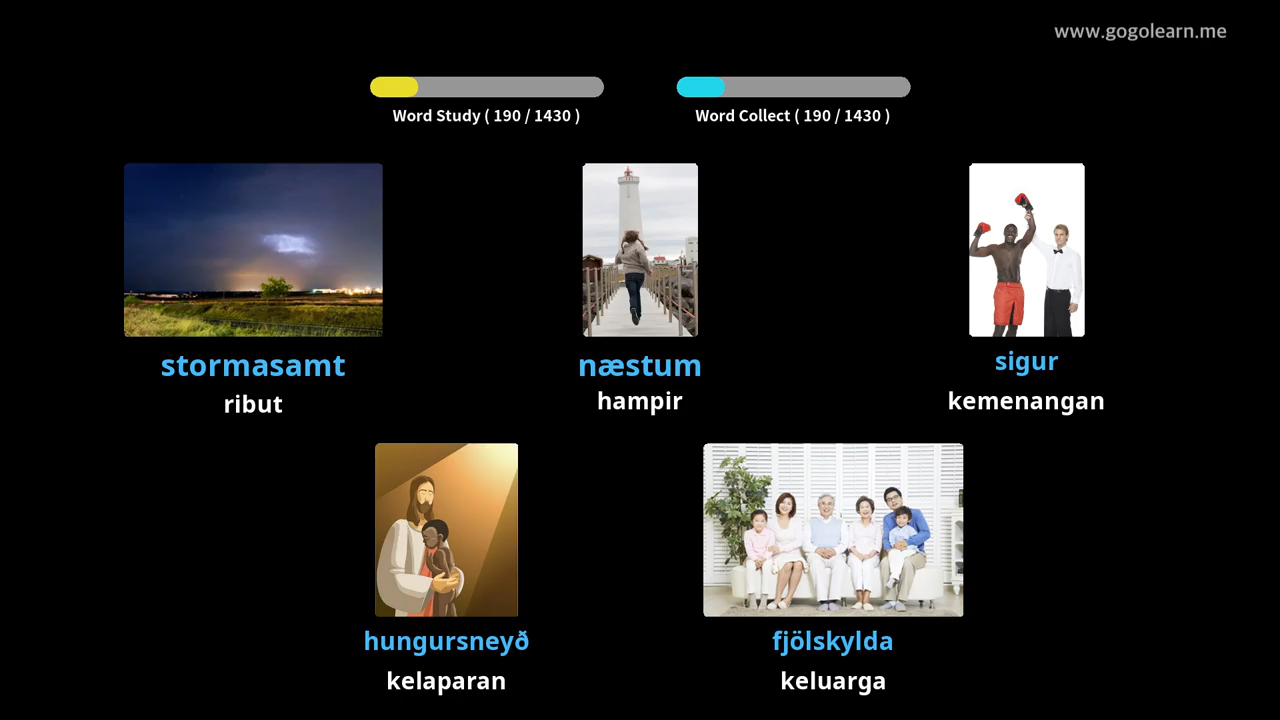 www.gogolearn.me
Word Study ( 190 / 1430 )
Word Collect ( 190 / 1430 )
stormasamt
ribut
næstum
hampir
sigur
kemenangan
hungursneyð
kelaparan
fjölskylda
keluarga